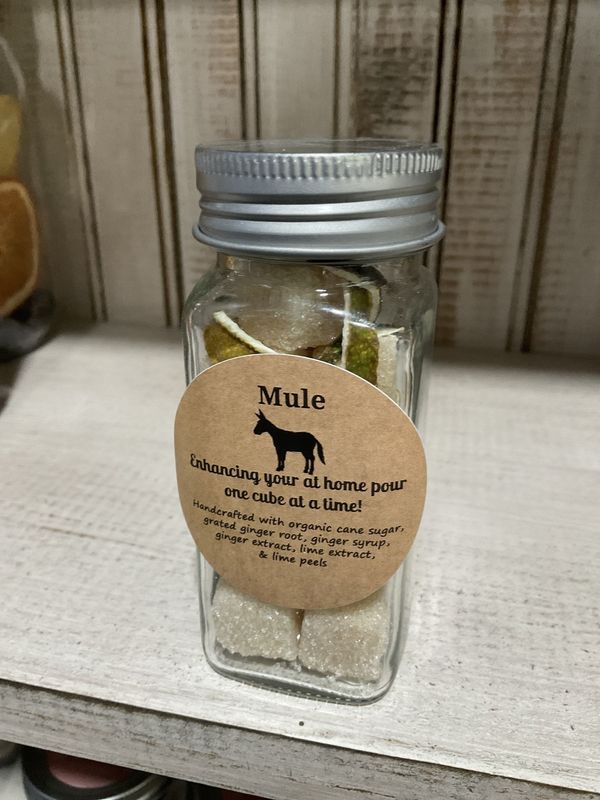 Mule
Enhancing your at home pour
one cube at a time!
Handcrafted with organic cane sugar,
grated ginger root, ginger syrup,
ginger extract, lime extract,
& lime peels